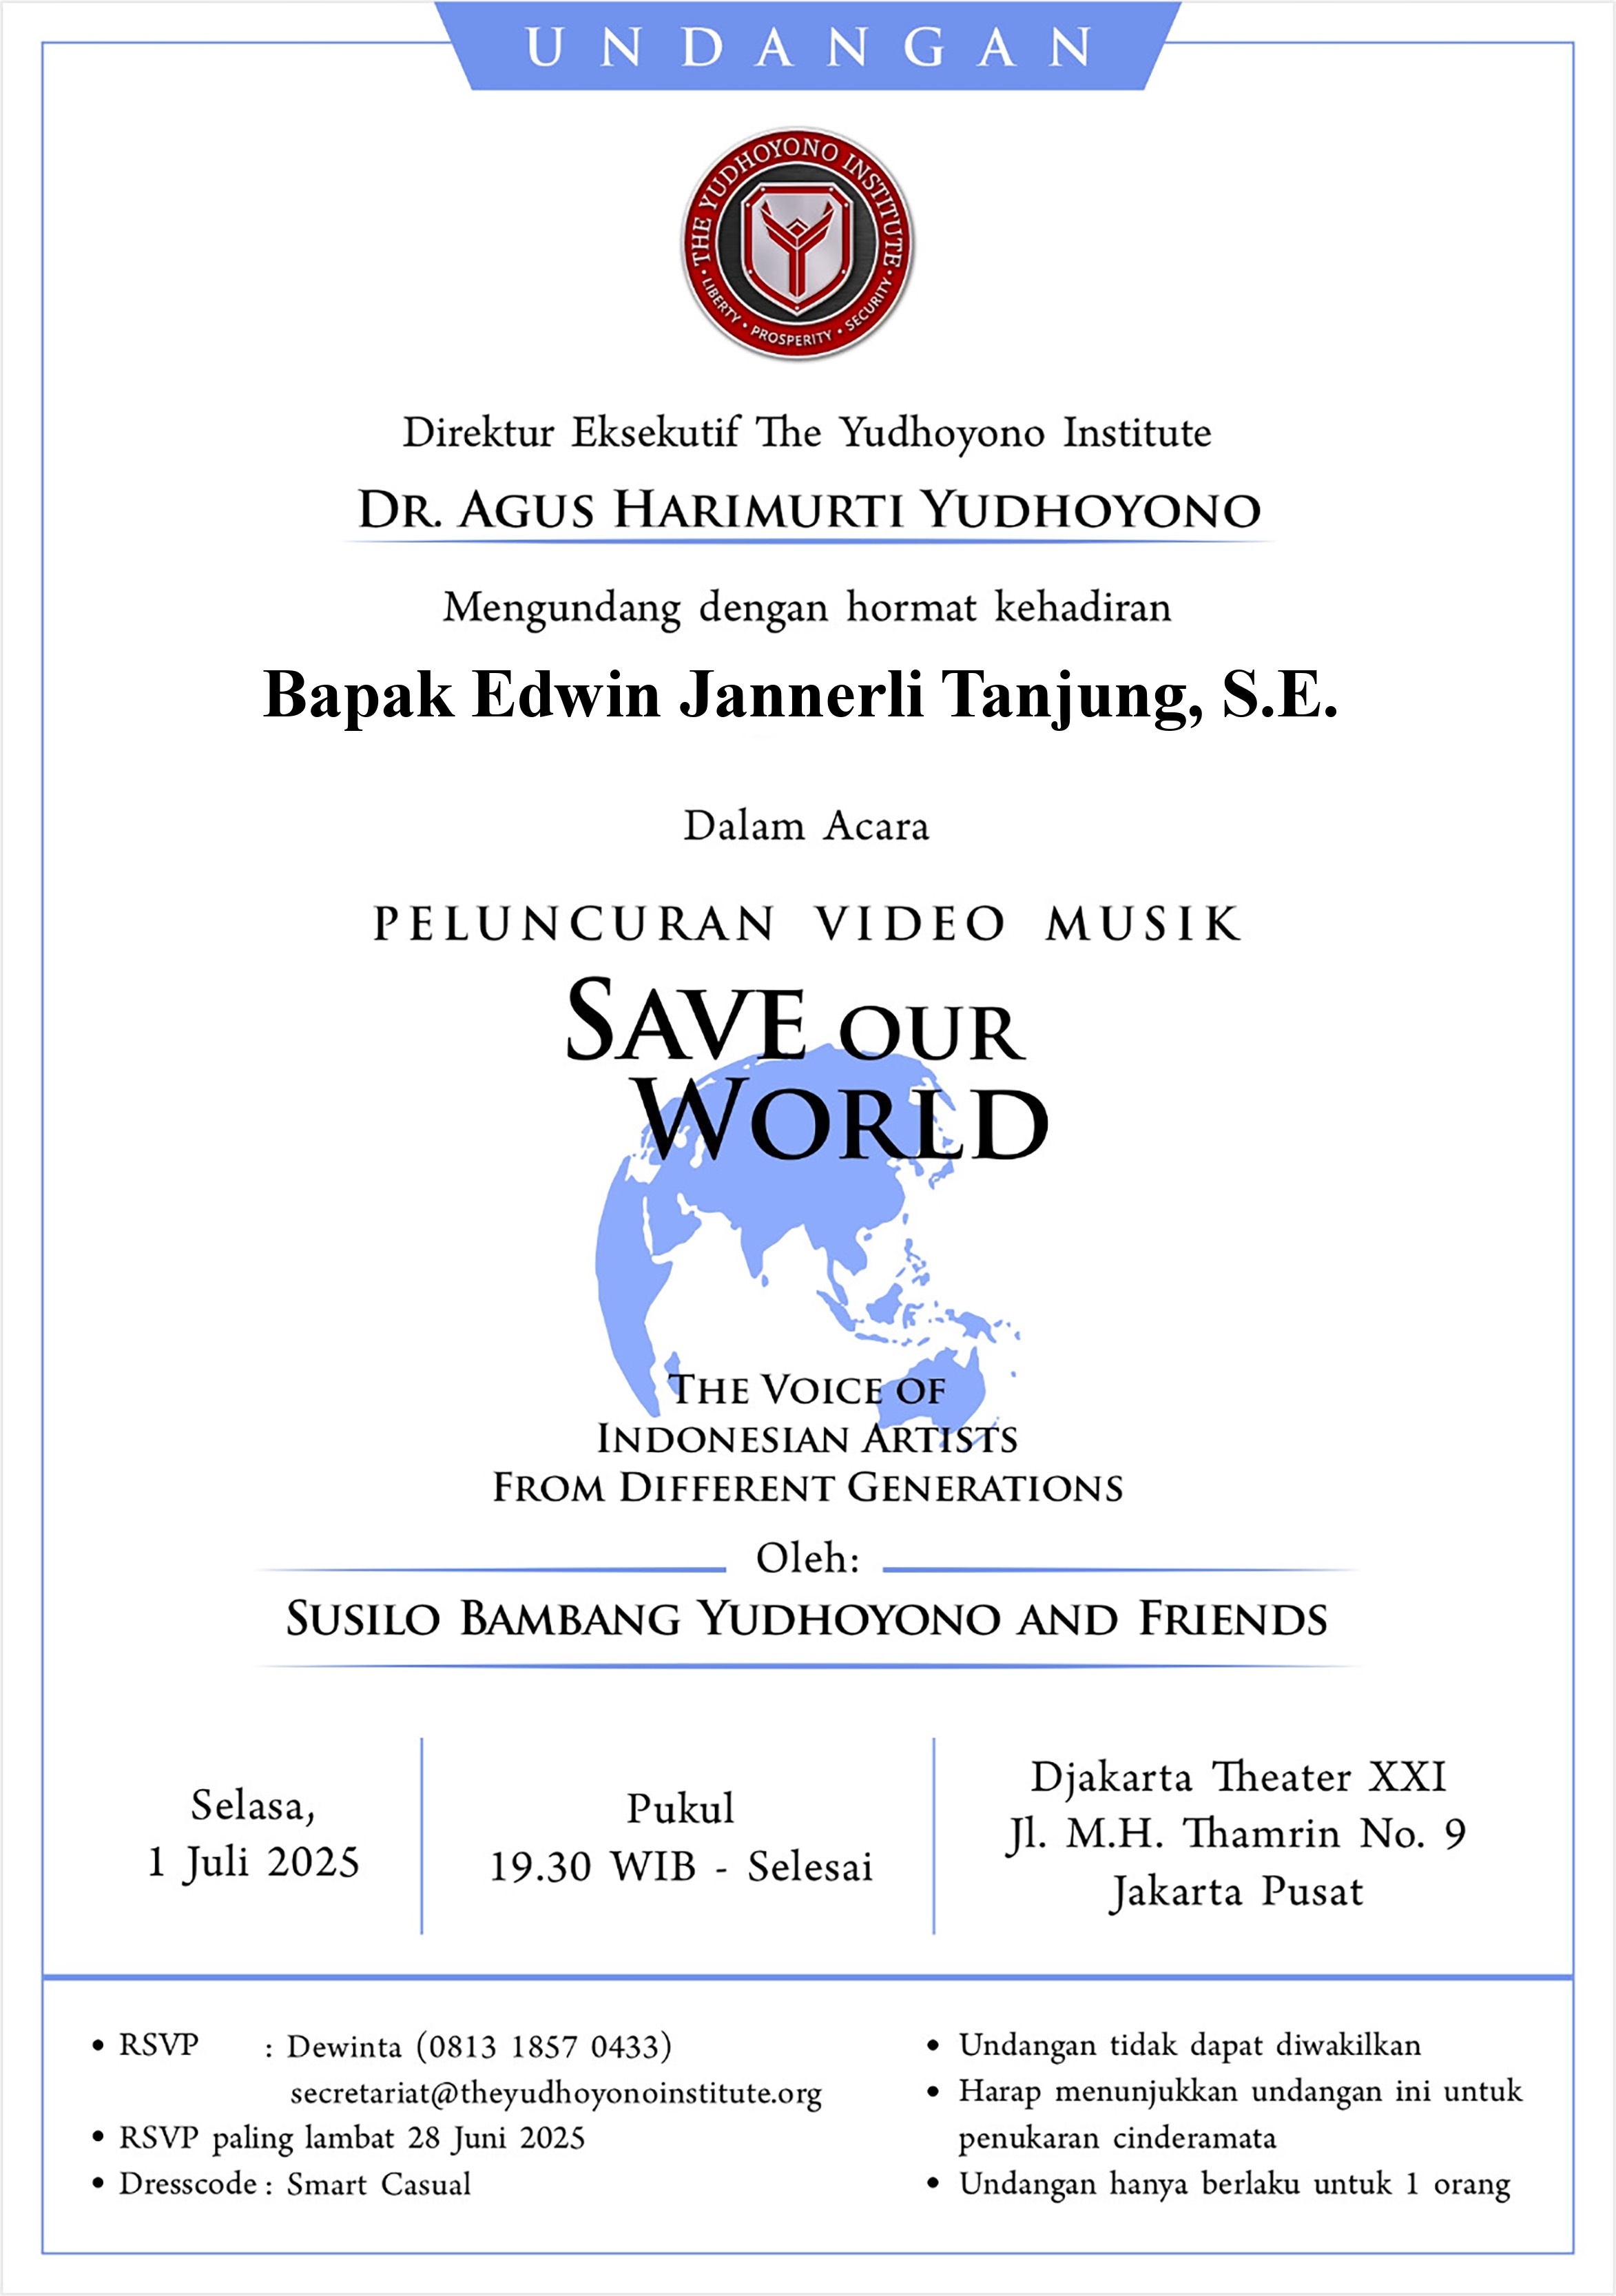 UNDANGAN
THE YUDHOYONO INSTITUTE
LIBERTY • PROSPERITY • SECURITY
Direktur Eksekutif The Yudhoyono Institute
DR. AGUS HARIMURTI YUDHOYONO
Mengundang dengan hormat kehadiran
Bapak Edwin Jannerli Tanjung, S.E.
Dalam Acara
PELUNCURAN VIDEO MUSIK
SAVE OUR
WORLD
THE VOICE OF
INDONESIAN ARTISTS
FROM DIFFERENT GENERATIONS
Oleh:
SUSILO BAMBANG YUDHOYONO AND FRIENDS
Selasa,
1 Juli 2025
Pukul
19.30 WIB - Selesai
Djakarta Theater XXI
Jl. M.H. Thamrin No. 9
Jakarta Pusat
• RSVP : Dewinta (0813 1857 0433)
secretariat@theyudhoyonoinstitute.org
• RSVP paling lambat 28 Juni 2025
• Dresscode : Smart Casual
• Undangan tidak dapat diwakilkan
• Harap menunjukkan undangan ini untuk
penukaran cinderamata
• Undangan hanya berlaku untuk 1 orang